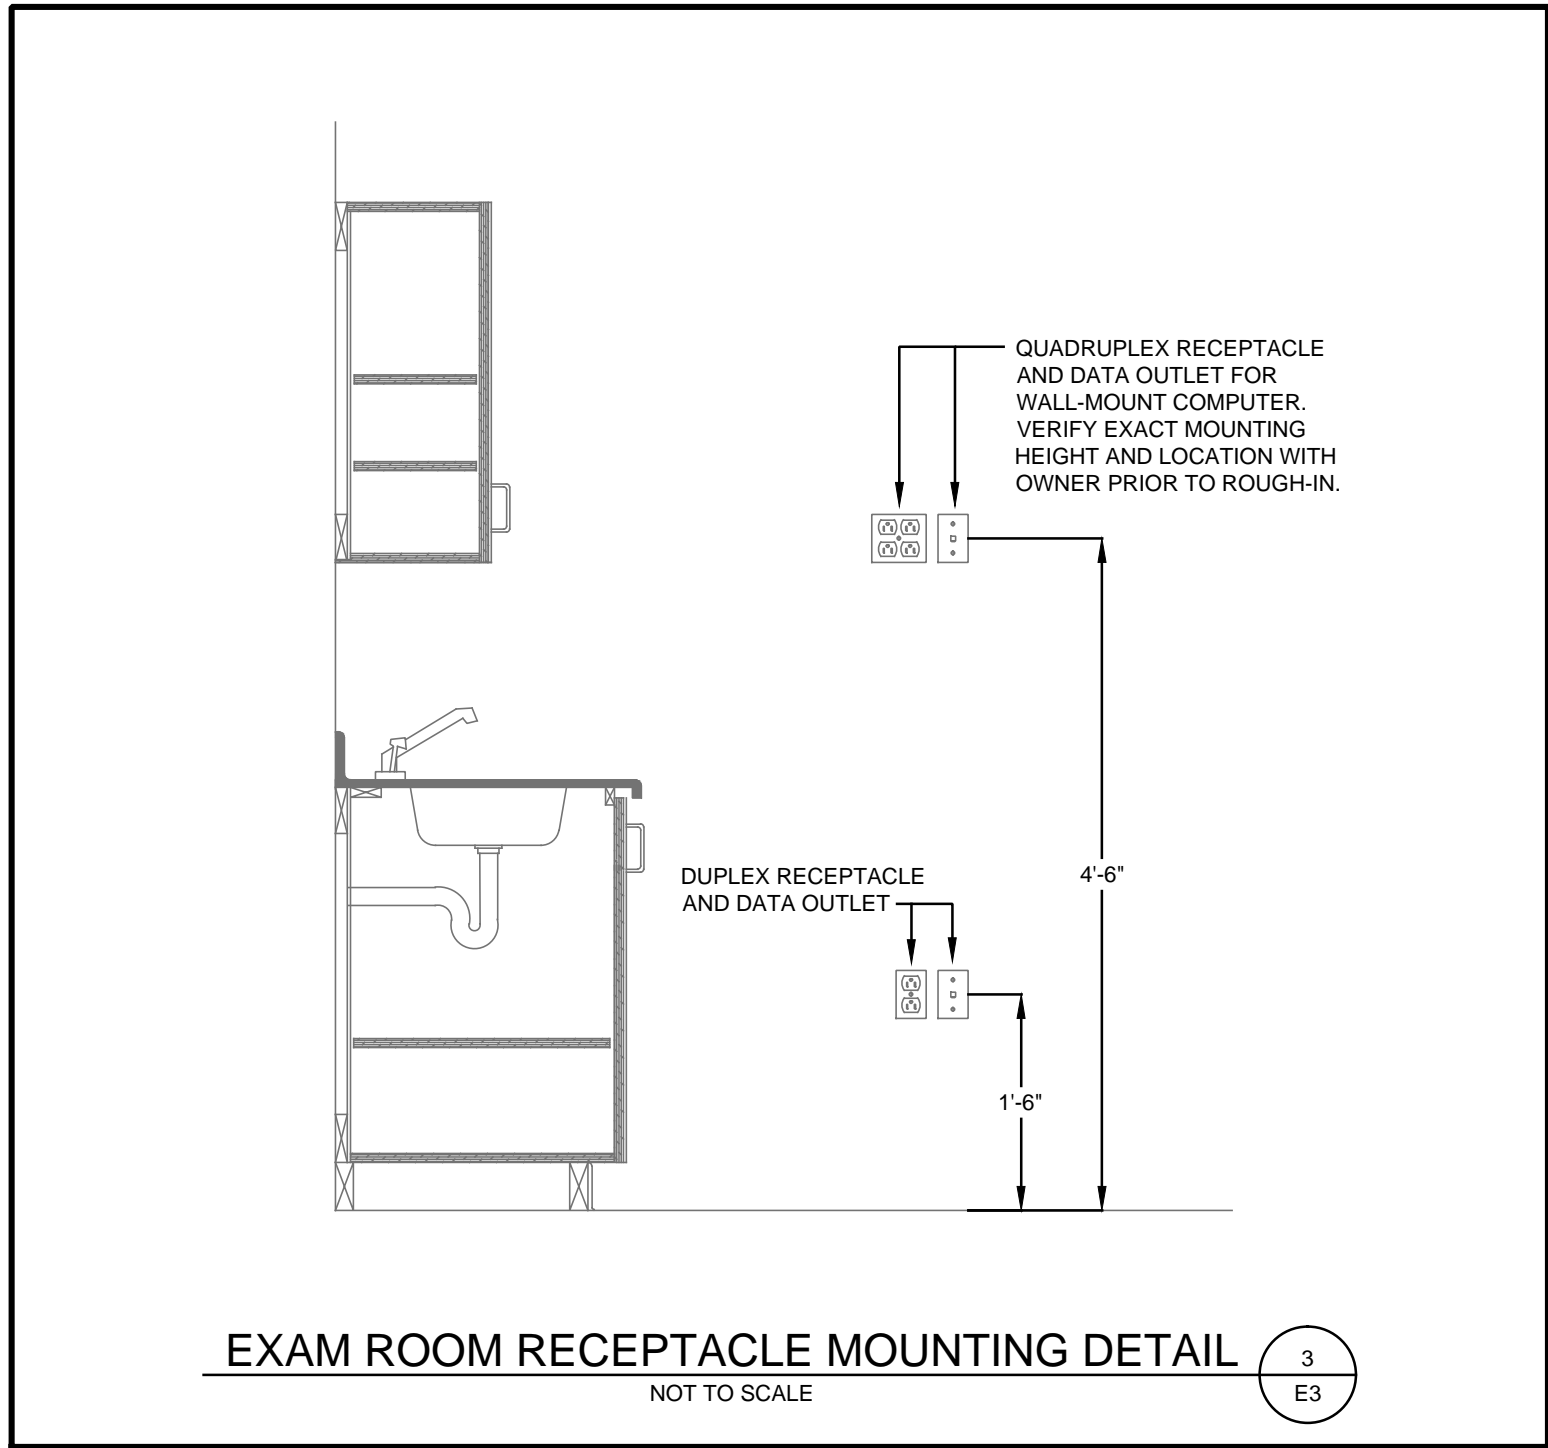 QUADRUPLEX RECEPTACLE
AND DATA OUTLET FOR
WALL-MOUNT COMPUTER.
VERIFY EXACT MOUNTING
HEIGHT AND LOCATION WITH
OWNER PRIOR TO ROUGH-IN.
DUPLEX RECEPTACLE
AND DATA OUTLET
4'-6"
1'-6"
EXAM ROOM RECEPTACLE MOUNTING DETAIL
NOT TO SCALE
3
E3